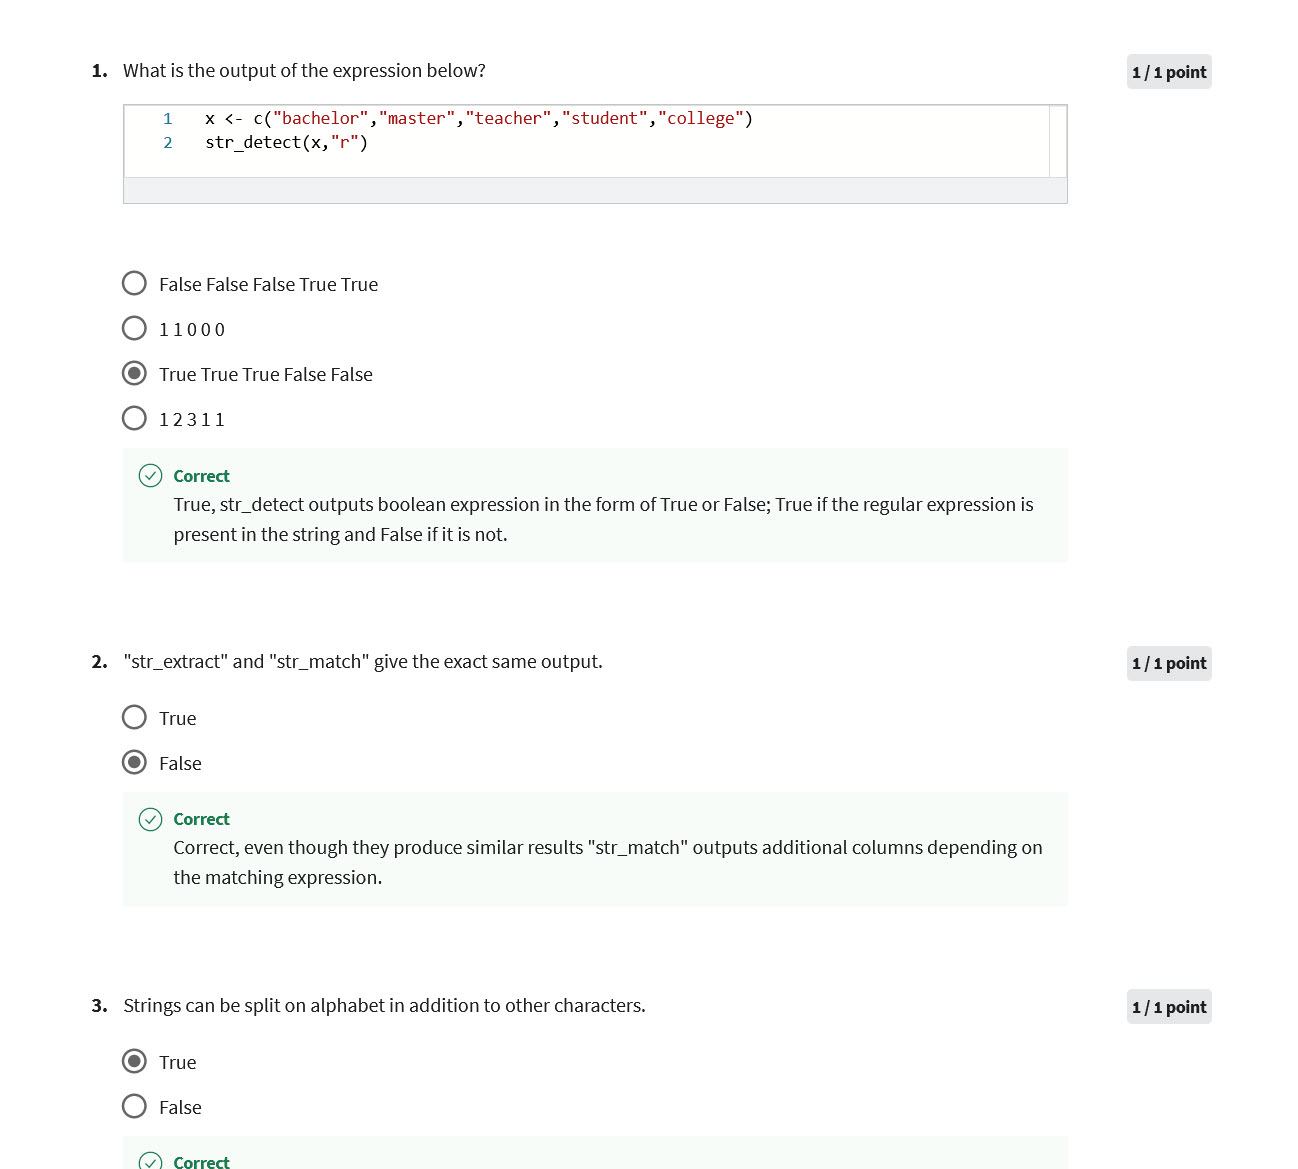 1. What is the output of the expression below?
1 / 1 point
1 x <- c("bachelor","master","teacher","student","college")
2 str_detect(x,"r")
False False False True True
1 1 0 0 0
True True True False False
1 2 3 1 1
Correct
True, str_detect outputs boolean expression in the form of True or False; True if the regular expression is
present in the string and False if it is not.
2. "str_extract" and "str_match" give the exact same output.
1 / 1 point
True
False
Correct
Correct, even though they produce similar results "str_match" outputs additional columns depending on
the matching expression.
3. Strings can be split on alphabet in addition to other characters.
1 / 1 point
True
False
Correct